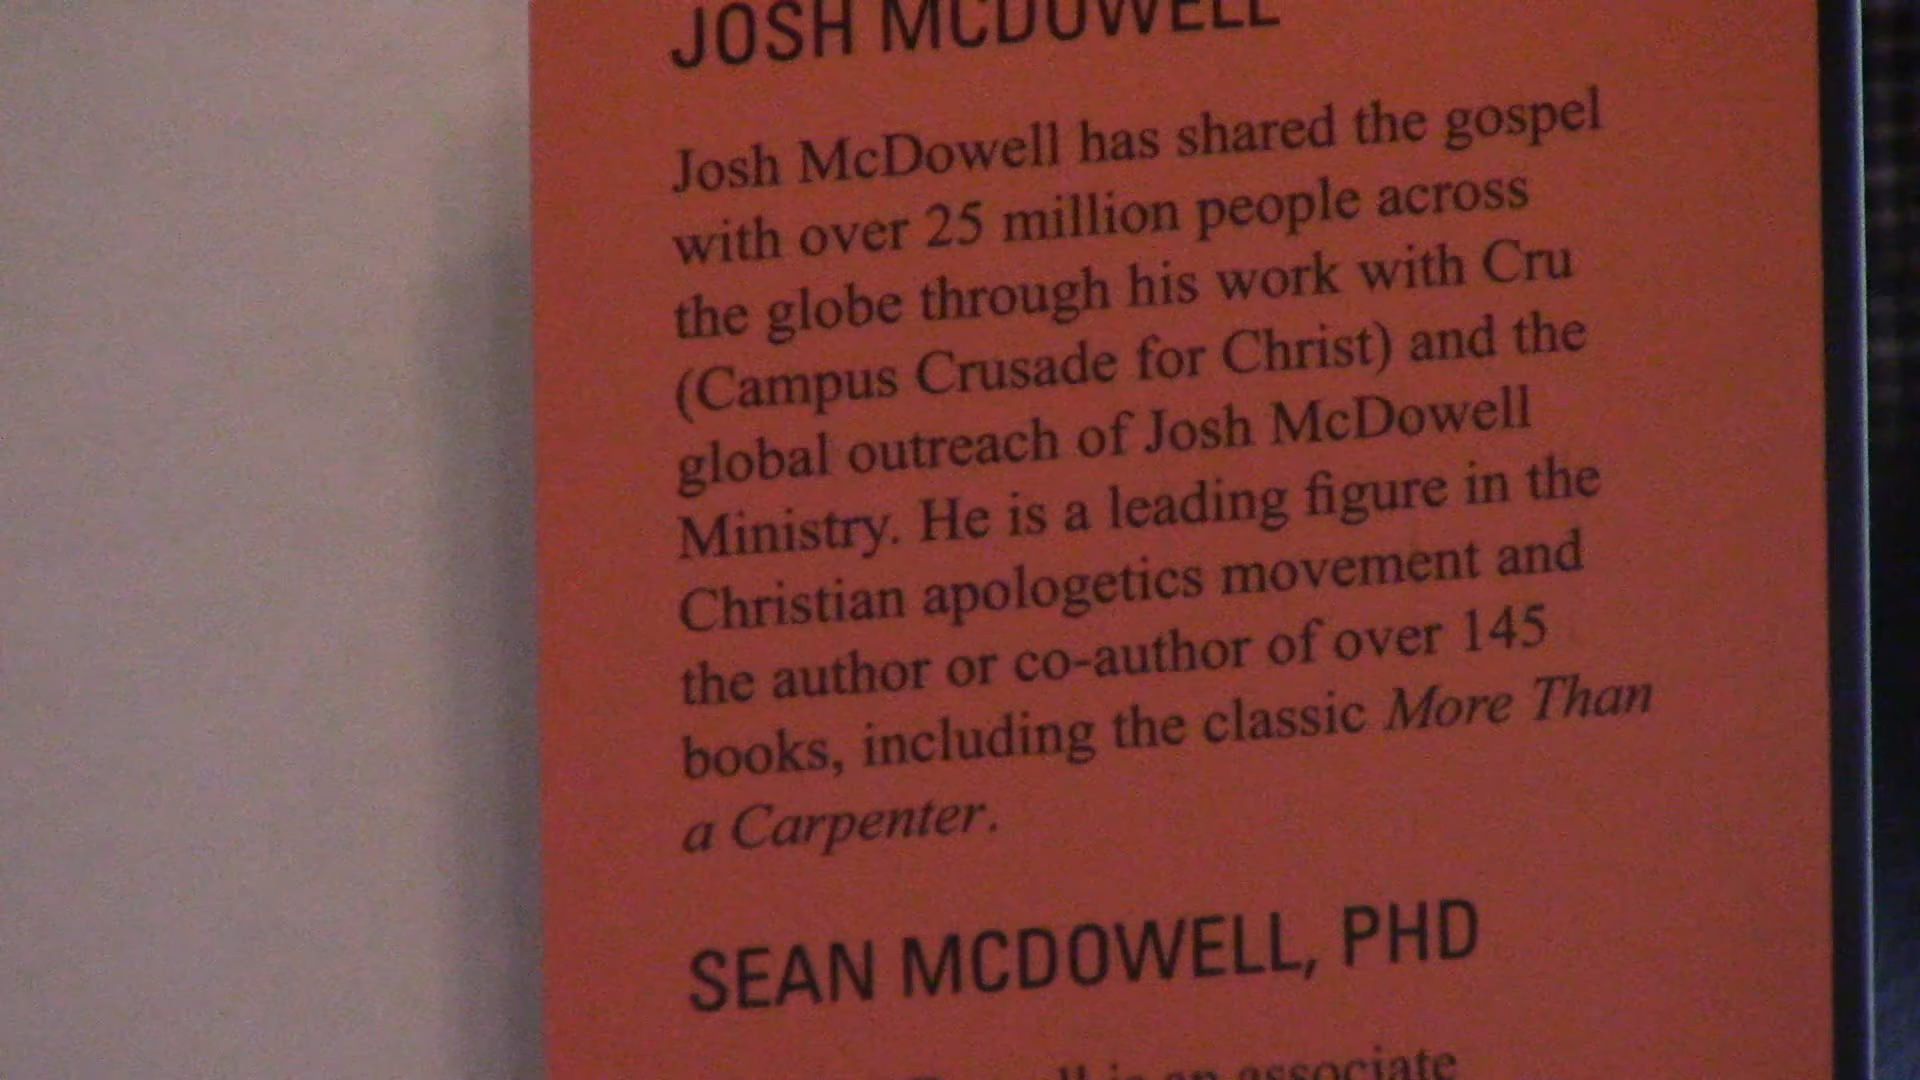 JOSH MCDOWELL
Josh McDowell has shared the gospel
with over 25 million people across
the globe through his work with Cru
(Campus Crusade for Christ) and the
global outreach of Josh McDowell
Ministry. He is a leading figure in the
Christian apologetics movement and
the author or co-author of over 145
books, including the classic More Than
a Carpenter.
SEAN MCDOWELL, PHD
is an associate